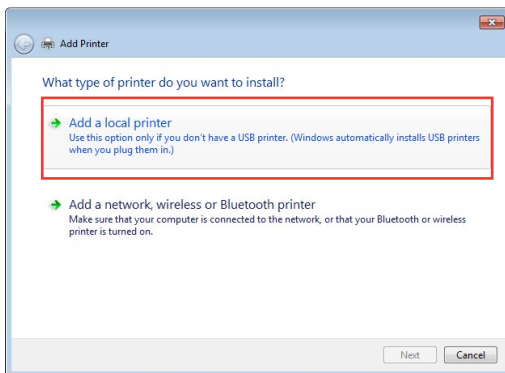 Add Printer
What type of printer do you want to install?
Add a local printer
Use this option only if you don't have a USB printer. (Windows automatically installs USB printers
when you plug them in.)
Add a network, wireless or Bluetooth printer
Make sure that your computer is connected to the network, or that your Bluetooth or wireless
printer is turned on.
Next Cancel